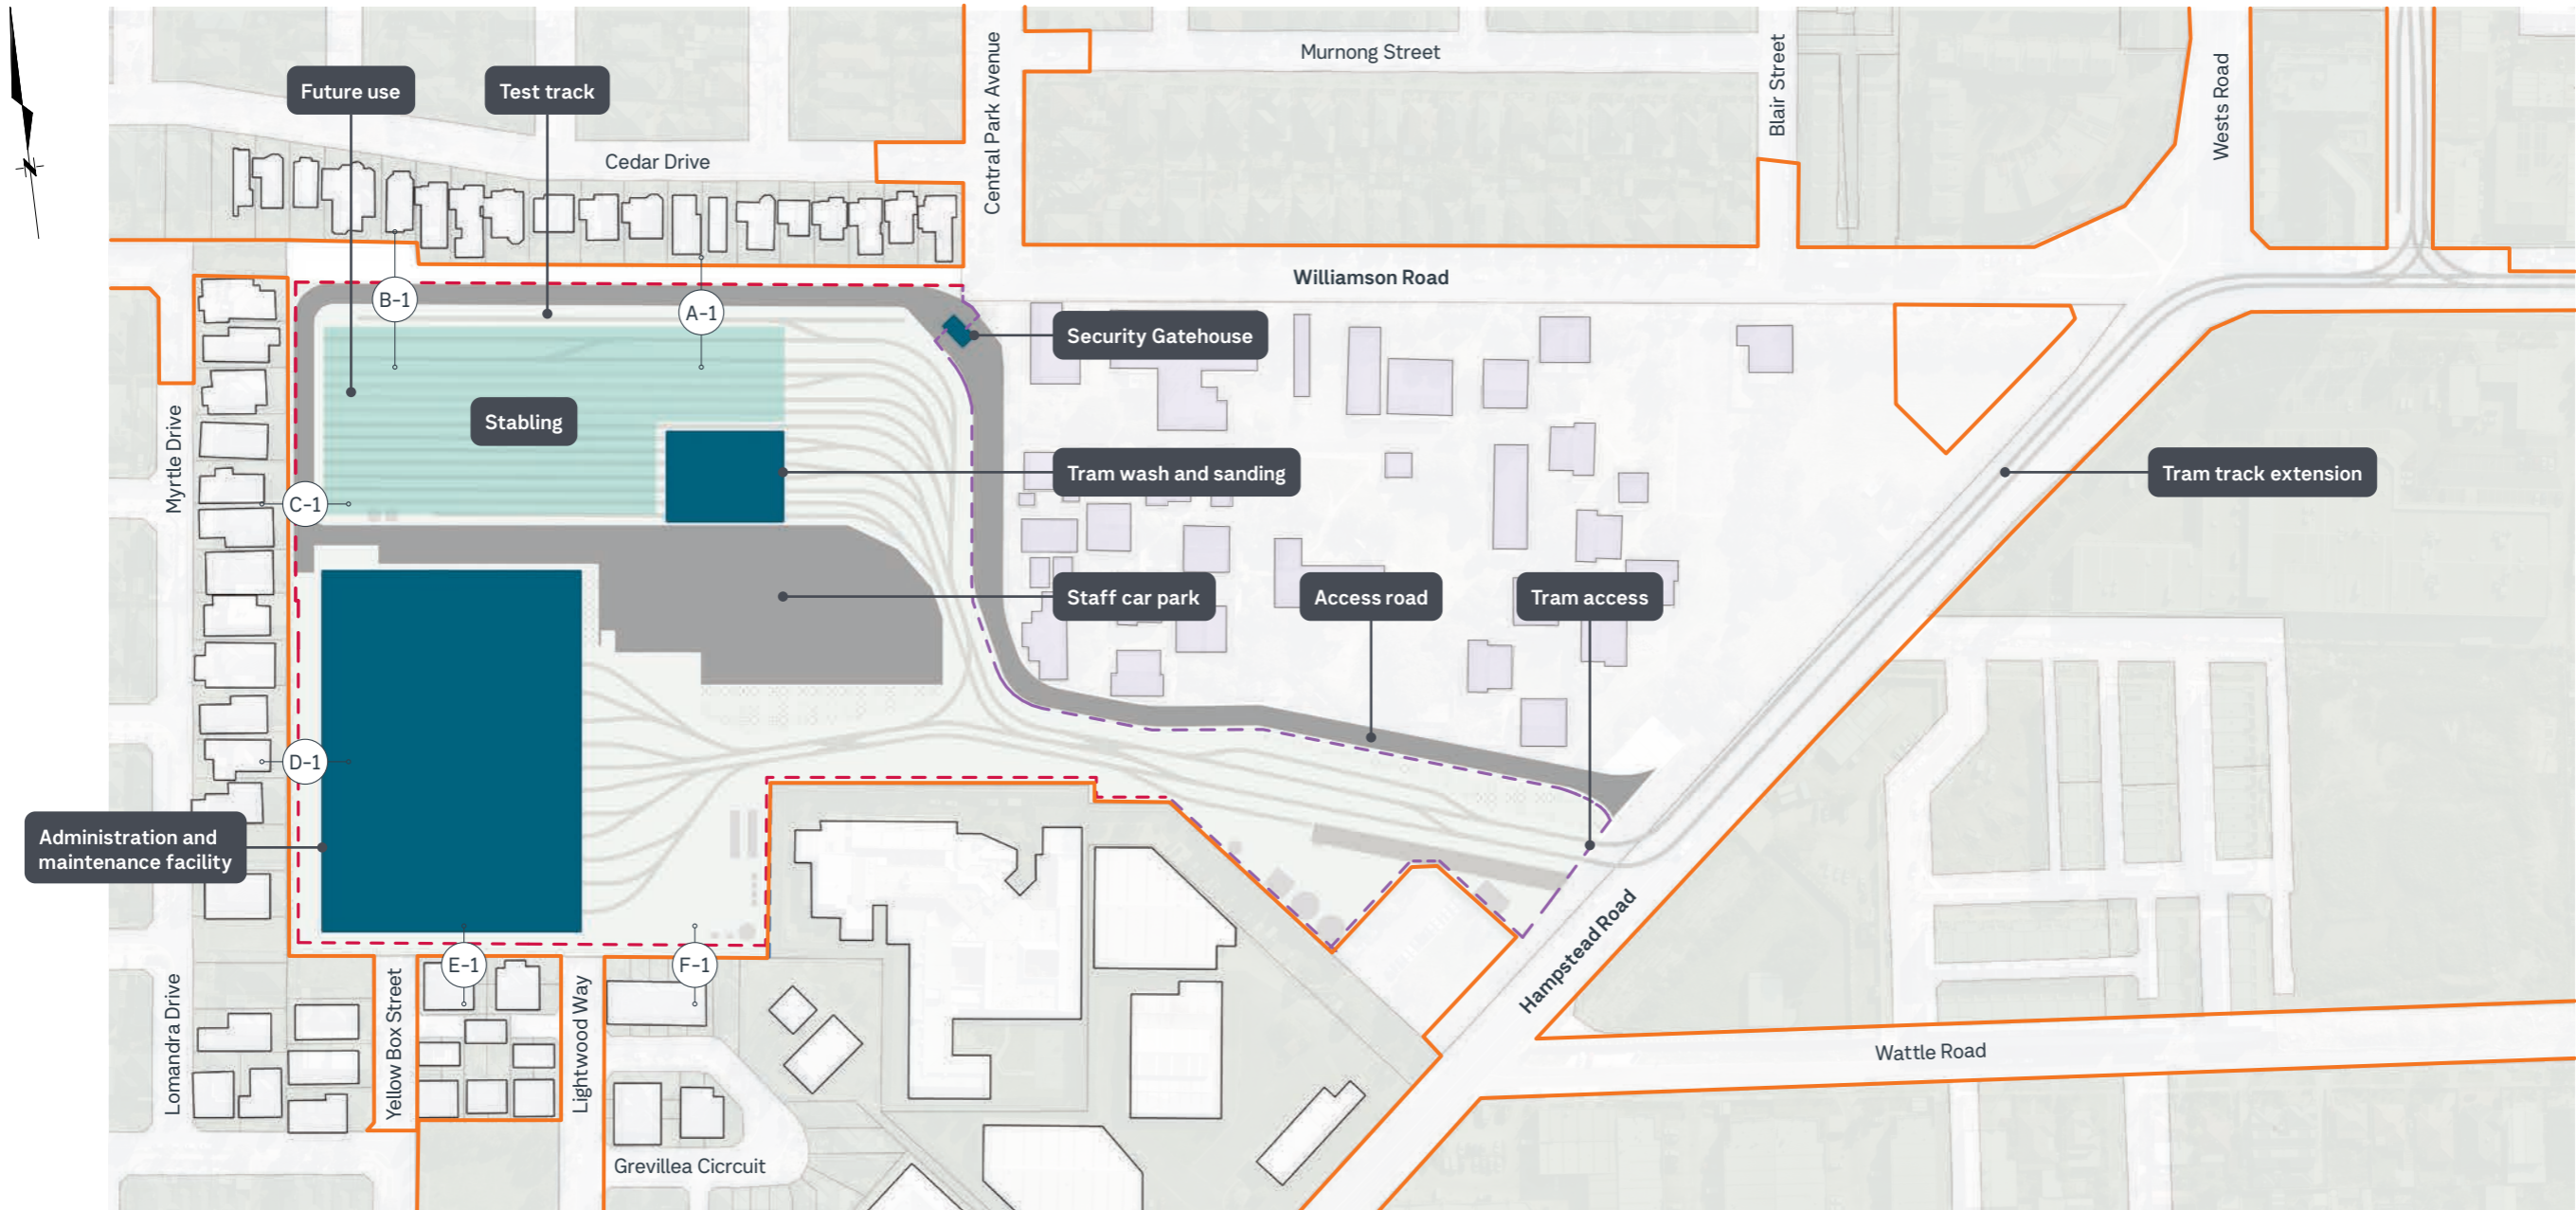 Murnong Street
Central Park Avenue
Blair Street
Wests Road
Future use
Test track
Cedar Drive
Williamson Road
B-1
A-1
Security Gatehouse
Stabling
Myrtle Drive
Tram wash and sanding
Tram track extension
C-1
Staff car park
Access road
Tram access
D-1
Administration and
maintenance facility
Hampstead Road
E-1
F-1
Lomandra Drive
Yellow Box Street
Lightwood Way
Wattle Road
Grevillea Cicrcuit